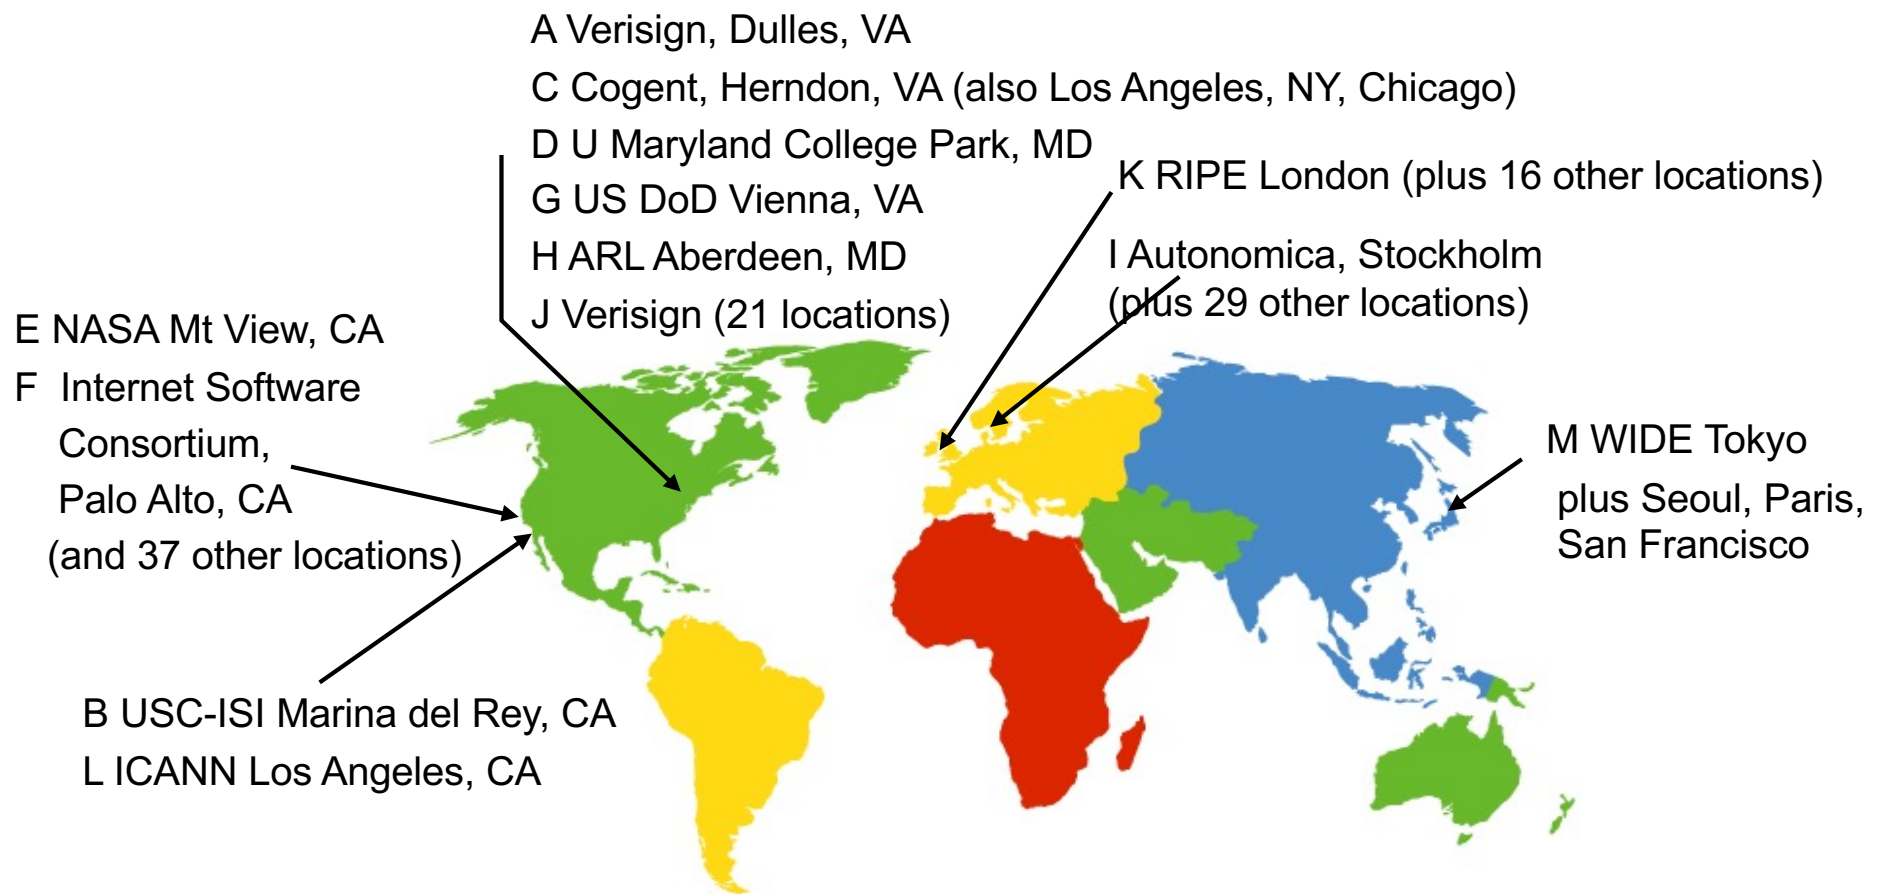 A Verisign, Dulles, VA
C Cogent, Herndon, VA (also Los Angeles, NY, Chicago)
D U Maryland College Park, MD
G US DoD Vienna, VA
H ARL Aberdeen, MD
J Verisign (21 locations)
K RIPE London (plus 16 other locations)
I Autonomica, Stockholm
(plus 29 other locations)
E NASA Mt View, CA
F Internet Software
Consortium,
Palo Alto, CA
(and 37 other locations)
M WIDE Tokyo
plus Seoul, Paris,
San Francisco
B USC-ISI Marina del Rey, CA
L ICANN Los Angeles, CA